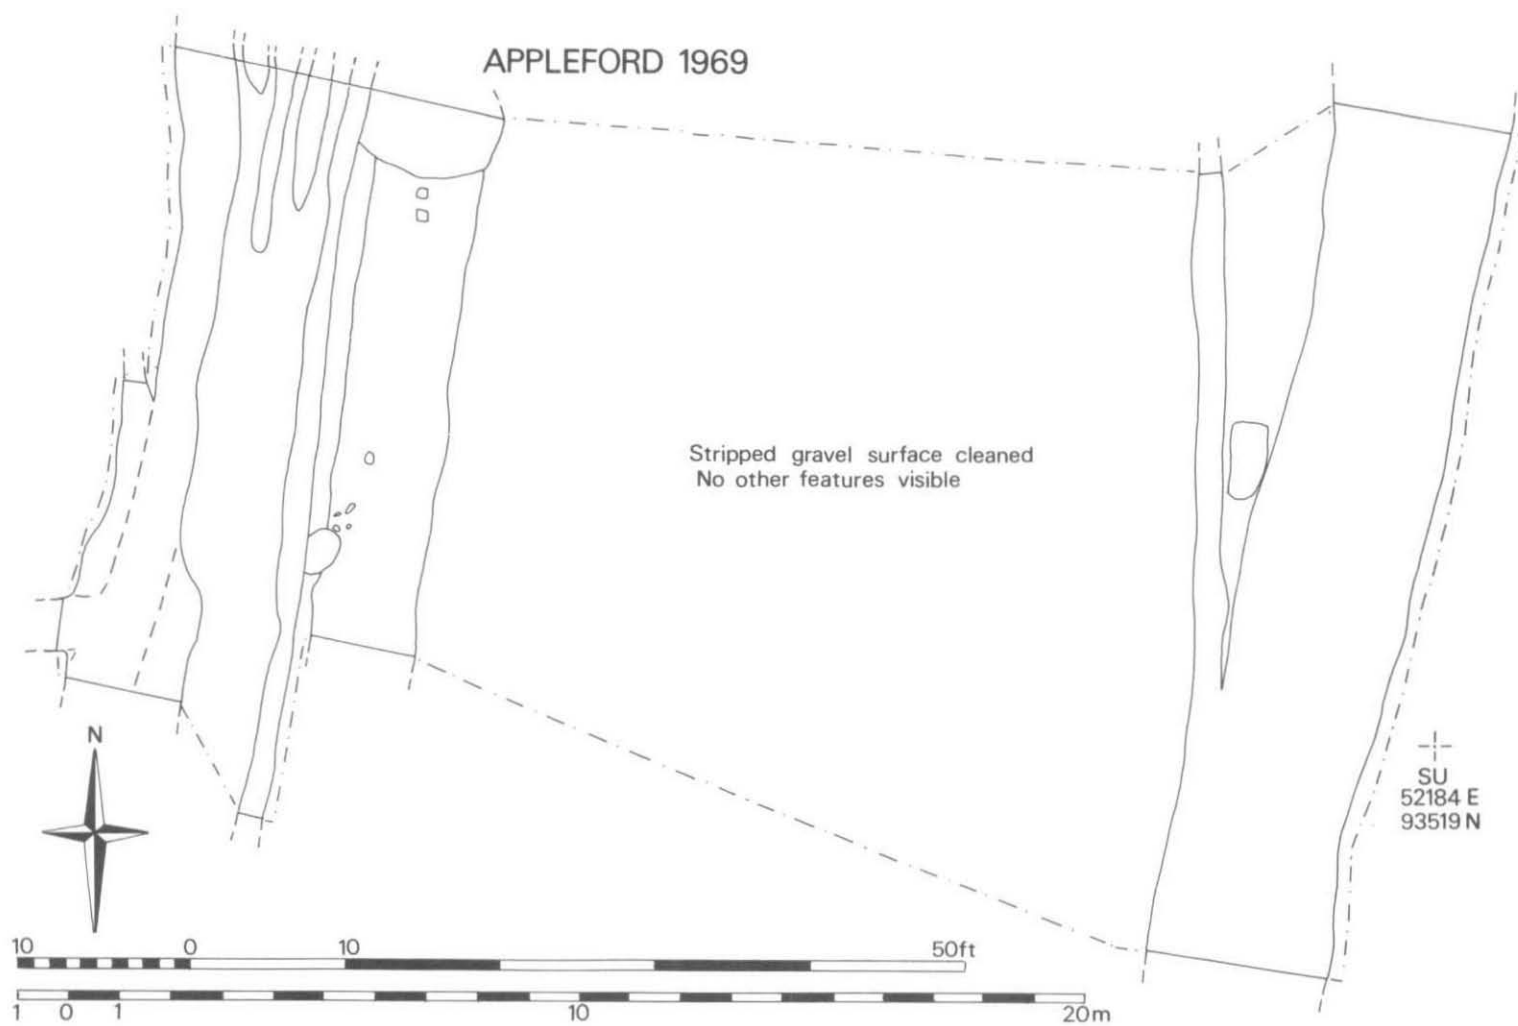 APPLEFORD 1969
Stripped gravel surface cleaned
No other features visible
SU
52184 E
93519 N
N
10 0 10 50ft
1 0 1 10 20m